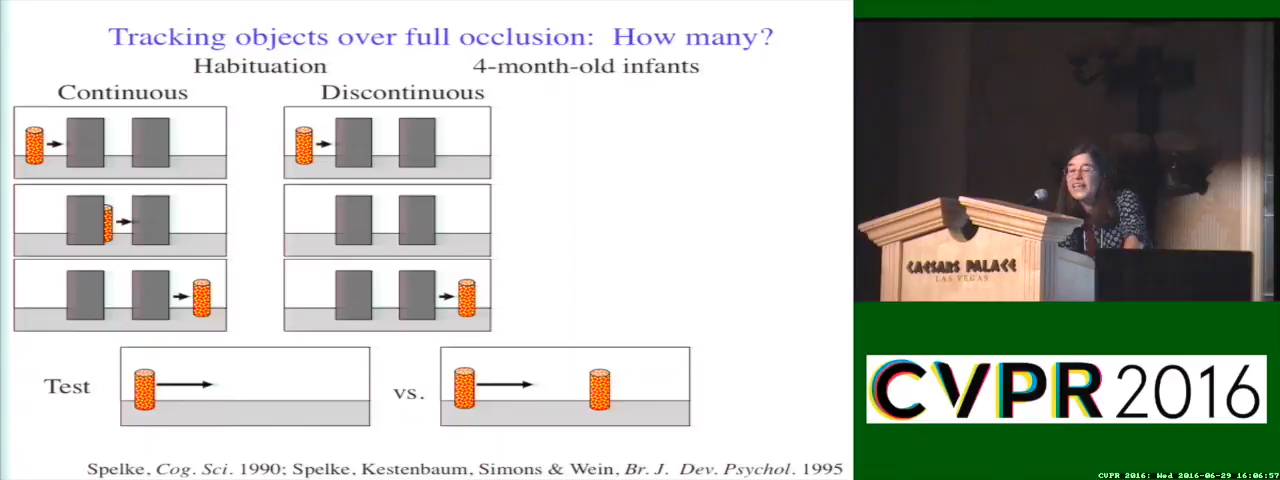 Tracking objects over full occlusion: How many?
Habituation
4-month-old infants
Continuous
Discontinuous
Test
vs.
Spelke, Cog. Sci. 1990; Spelke, Kestenbaum, Simons & Wein, Br. J. Dev. Psychol. 1995
CAESARS PALACE
LAS VEGAS
CVPR 2016
CVPR 2016: Wed 2016-06-29 16:06:57